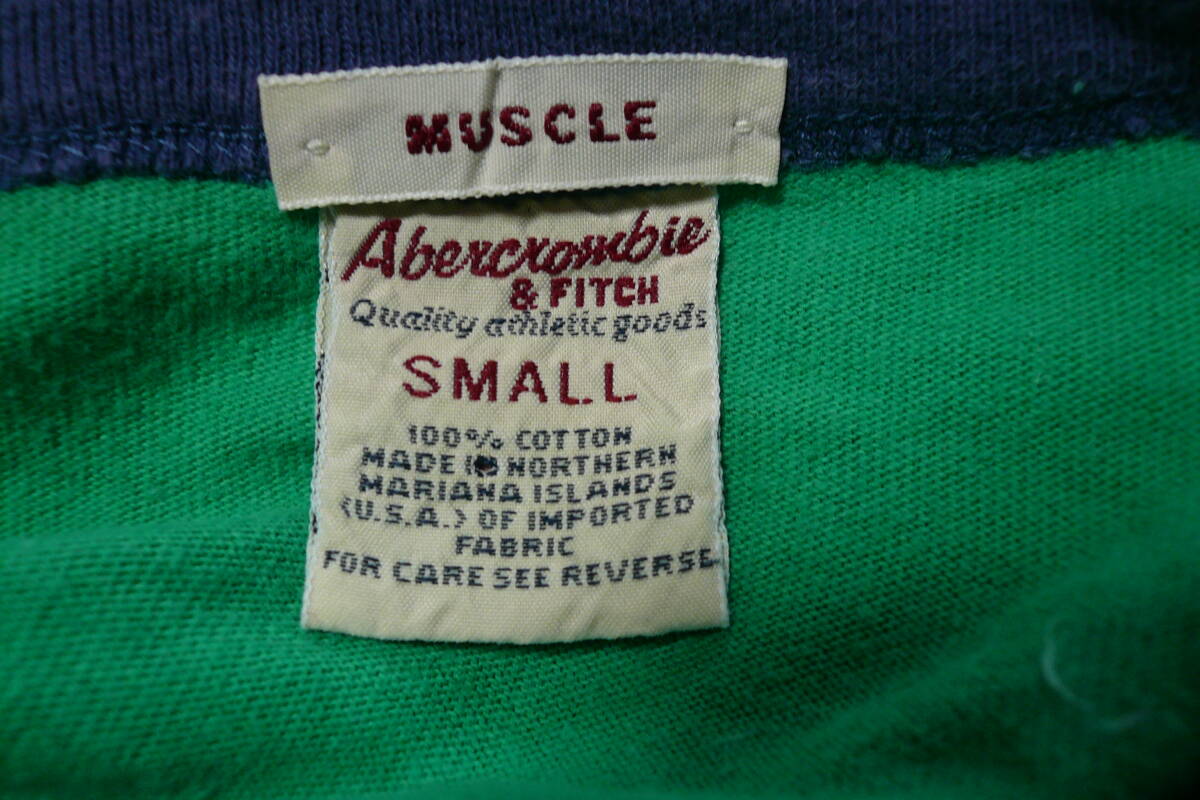 MUSCLE
Abercrombie
& FITCH
Quality athletic goods
SMALL
100% COTTON
MADE IN NORTHERN
MARIANA ISLANDS
(U.S.A.) OF IMPORTED
FABRIC
FOR CARE SEE REVERSE